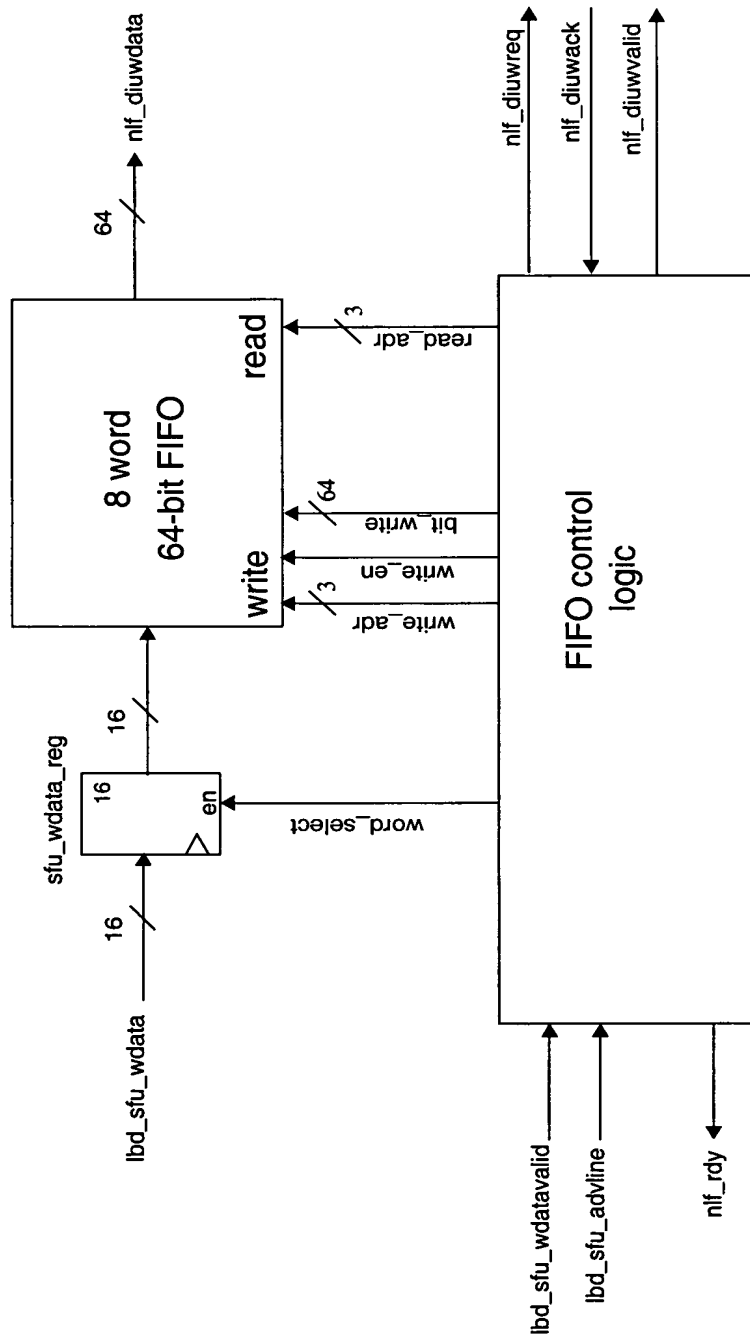 nlf_diuwdata
64
8 word
64-bit FIFO
write
read
16
sfu_wdata_reg
16
en
16
lbd_sfu_wdata
word_select
3
write_adr
write_en
64
bit_write
3
read_adr
FIFO control
logic
lbd_sfu_wdatavalid
lbd_sfu_advline
nlf_rdy
nlf_diuwreq
nlf_diuwack
nlf_diuwvalid